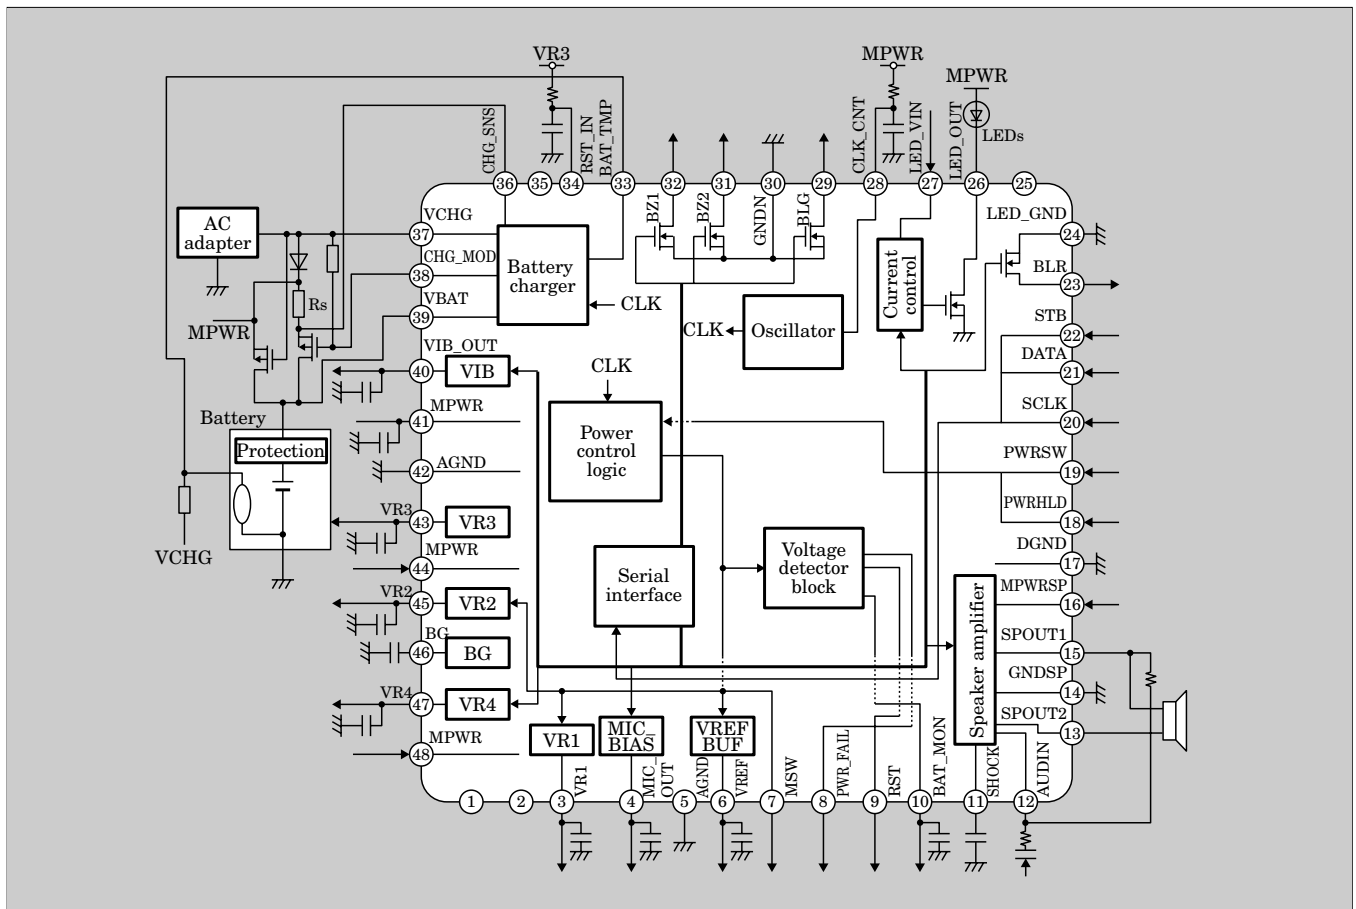 VR3
MPWR
MPWR
LEDs
CHG_SNS
RST_IN
BAT_TMP
CLK_CNT
LED_VIN
LED_OUT
36
35
34
33
32
31
30
29
28
27
26
25
BZ1
BZ2
GNDN
BLG
AC
adapter
VCHG
37
CHG_MOD
38
VBAT
39
Battery
charger
CLK
Rs
MPWR
CLK
Oscillator
Current
control
LED_GND
24
BLR
23
STB
22
DATA
21
SCLK
20
PWRSW
19
PWRHLD
18
DGND
17
MPWRSP
16
SPOUT1
15
GNDSP
14
SPOUT2
13
VIB_OUT
40
VIB
MPWR
41
AGND
42
VR3
43
VR3
MPWR
44
VR2
45
VR2
BG
46
BG
VR4
47
VR4
MPWR
48
Battery
Protection
VCHG
CLK
Power
control
logic
Serial
interface
Voltage
detector
block
Speaker amplifier
VR1
MIC_
BIAS
VREF
BUF
VR1
MIC_
OUT
AGND
VREF
MSW
PWR_FAIL
RST
BAT_MON
SHOCK
AUDIN
1
2
3
4
5
6
7
8
9
10
11
12